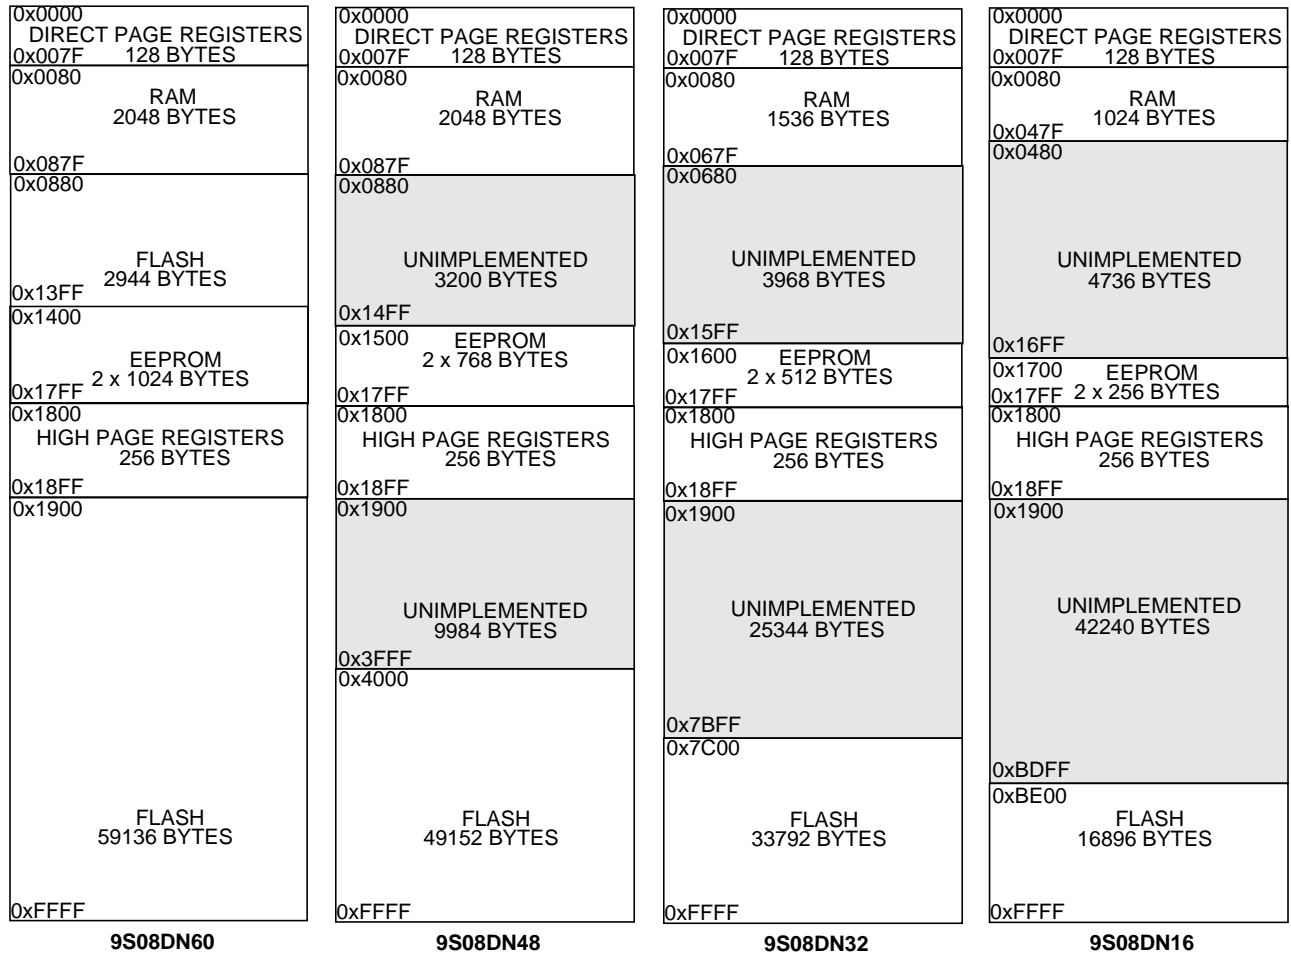 0x0000
DIRECT PAGE REGISTERS
0x007F 128 BYTES
0x0080
RAM
2048 BYTES
0x087F
0x0880
FLASH
2944 BYTES
0x13FF
0x1400
EEPROM
2 x 1024 BYTES
0x17FF
0x1800
HIGH PAGE REGISTERS
256 BYTES
0x18FF
0x1900
FLASH
59136 BYTES
0xFFFF
9S08DN60
0x0000
DIRECT PAGE REGISTERS
0x007F 128 BYTES
0x0080
RAM
2048 BYTES
0x087F
0x0880
UNIMPLEMENTED
3200 BYTES
0x14FF
0x1500 EEPROM
2 x 768 BYTES
0x17FF
0x1800
HIGH PAGE REGISTERS
256 BYTES
0x18FF
0x1900
UNIMPLEMENTED
9984 BYTES
0x3FFF
0x4000
FLASH
49152 BYTES
0xFFFF
9S08DN48
0x0000
DIRECT PAGE REGISTERS
0x007F 128 BYTES
0x0080
RAM
1536 BYTES
0x067F
0x0680
UNIMPLEMENTED
3968 BYTES
0x15FF
0x1600 EEPROM
2 x 512 BYTES
0x17FF
0x1800
HIGH PAGE REGISTERS
256 BYTES
0x18FF
0x1900
UNIMPLEMENTED
25344 BYTES
0x7BFF
0x7C00
FLASH
33792 BYTES
0xFFFF
9S08DN32
0x0000
DIRECT PAGE REGISTERS
0x007F 128 BYTES
0x0080
RAM
1024 BYTES
0x047F
0x0480
UNIMPLEMENTED
4736 BYTES
0x16FF
0x1700 EEPROM
0x17FF 2 x 256 BYTES
0x1800
HIGH PAGE REGISTERS
256 BYTES
0x18FF
0x1900
UNIMPLEMENTED
42240 BYTES
0xBDFF
0xBE00
FLASH
16896 BYTES
0xFFFF
9S08DN16